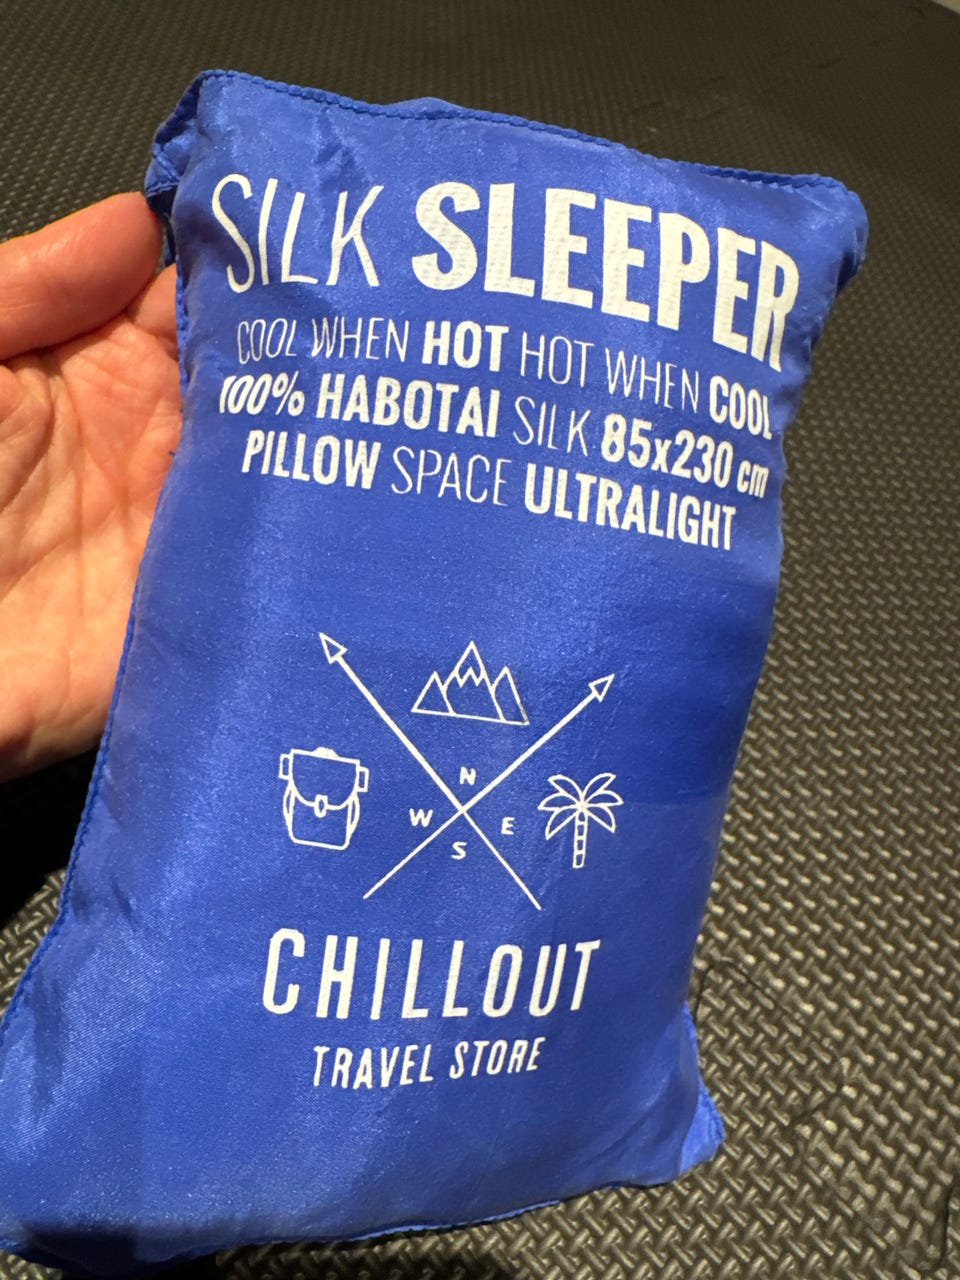 SILK SLEEPER
COOL WHEN HOT HOT WHEN COOL
100% HABOTAI SILK 85x230 cm
PILLOW SPACE ULTRALIGHT
N
W E
S
CHILLOUT
TRAVEL STORE